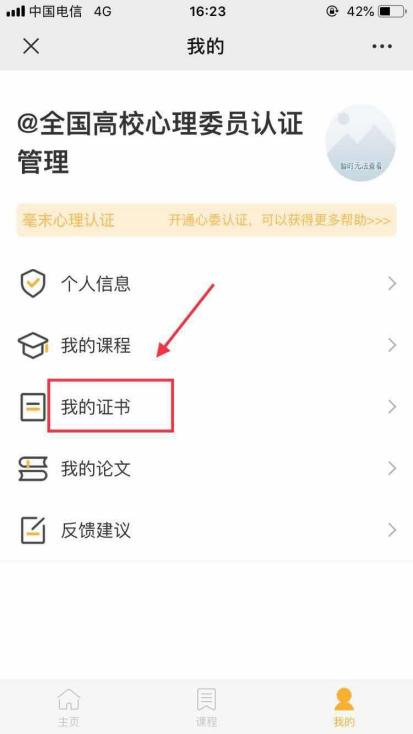 中国电信 4G 16:23 42%
我的
@全国高校心理委员认证
管理
暂时无法查看
毫末心理认证 开通心委认证，可以获得更多帮助>>>
个人信息
我的课程
我的证书
我的论文
反馈建议
主页 课程 我的